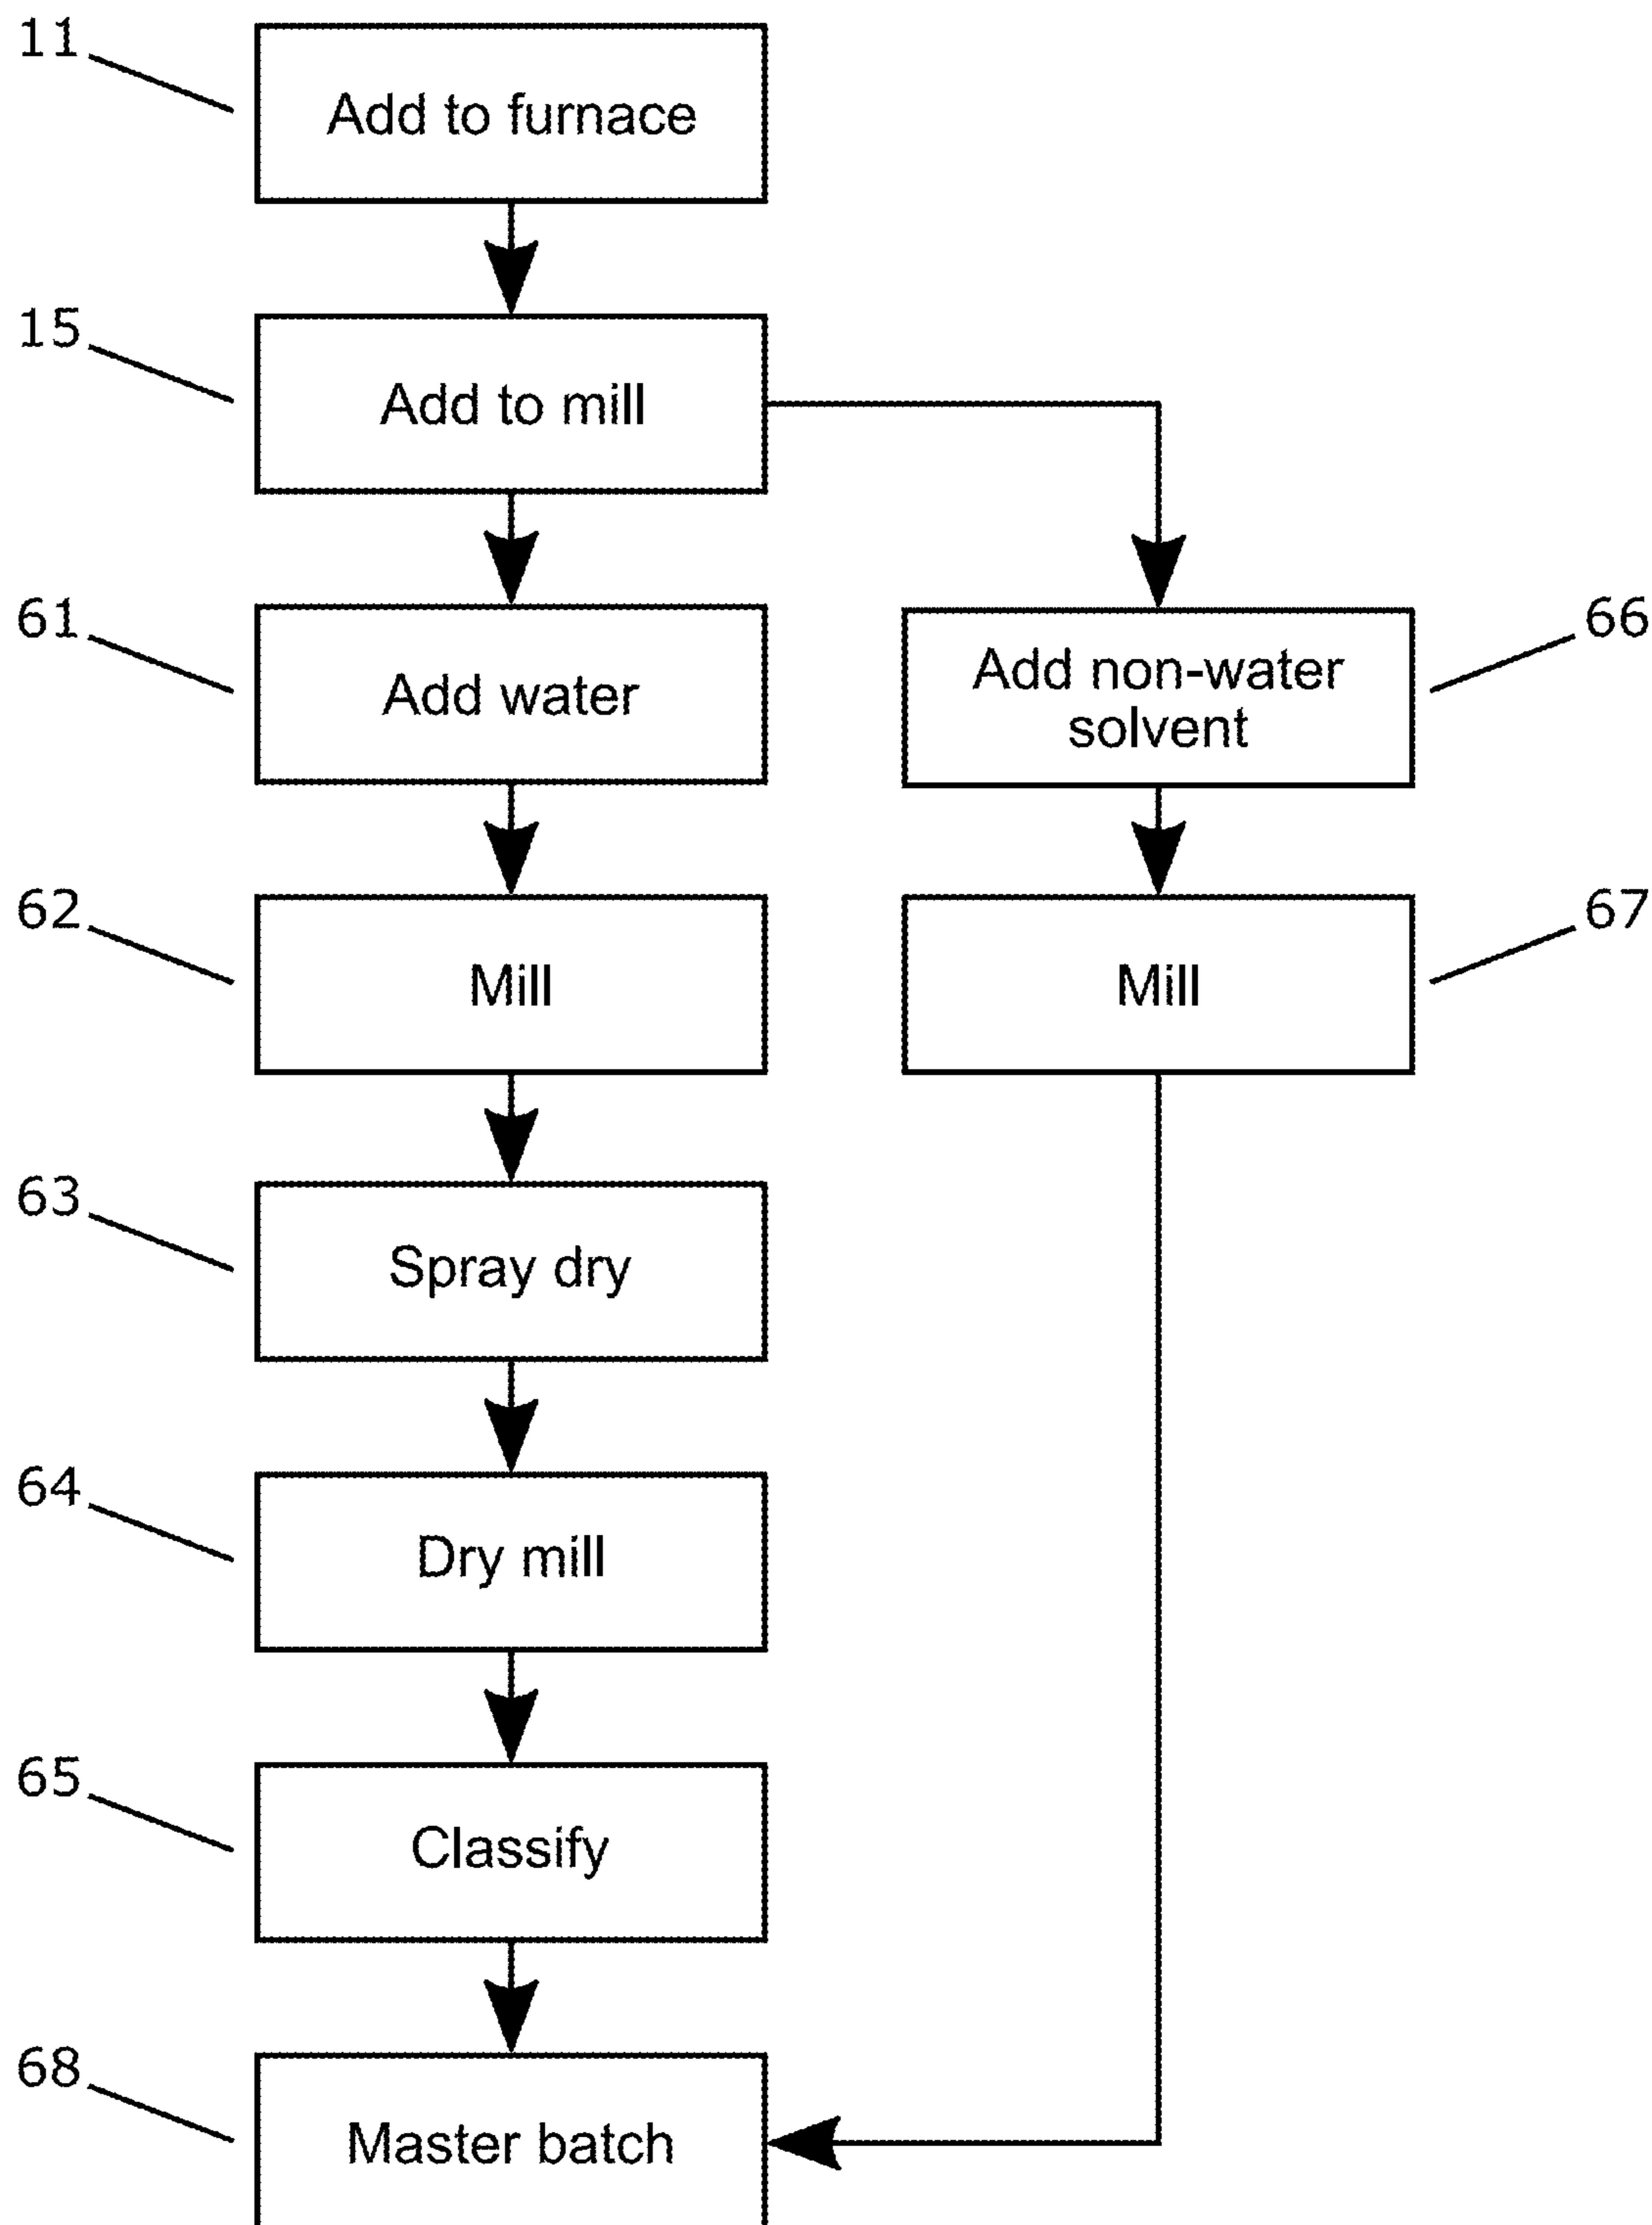 11
Add to furnace
15
Add to mill
61
Add water
Add non-water
solvent
66
62
Mill
Mill
67
63
Spray dry
64
Dry mill
65
Classify
68
Master batch